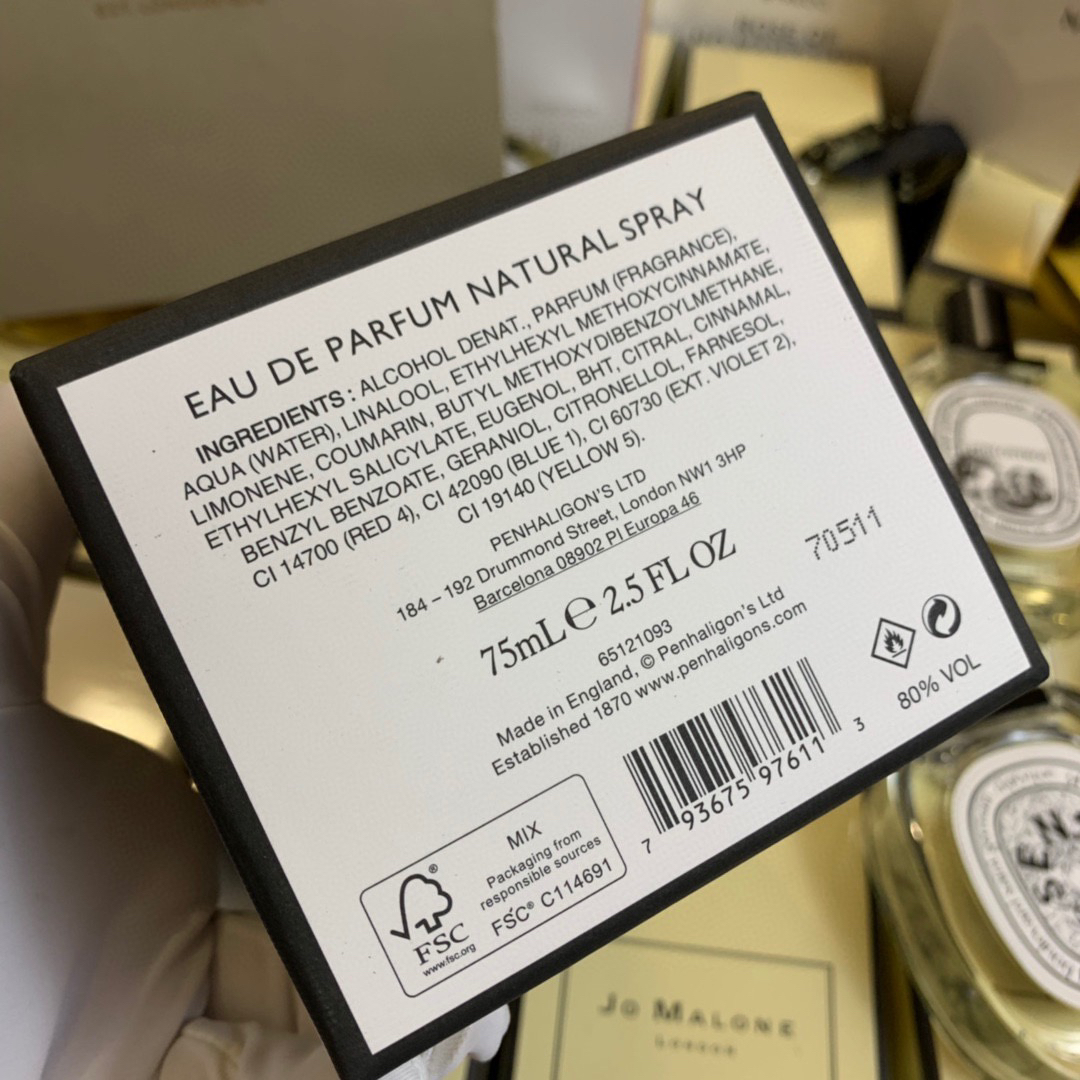 EAU DE PARFUM NATURAL SPRAY
INGREDIENTS : ALCOHOL DENAT., PARFUM (FRAGRANCE),
AQUA (WATER), LINALOOL, ETHYLHEXYL METHOXYCINNAMATE,
LIMONENE, COUMARIN, BUTYL METHOXYDIBENZOYLMETHANE,
ETHYLHEXYL SALICYLATE, EUGENOL, BHT, CITRAL, CINNAMAL,
BENZYL BENZOATE, GERANIOL, CITRONELLOL, FARNESOL,
CI 14700 (RED 4), CI 42090 (BLUE 1), CI 60730 (EXT. VIOLET 2),
CI 19140 (YELLOW 5).
PENHALIGON'S LTD
184 – 192 Drummond Street, London NW1 3HP
Barcelona 08902 Pl Europa 46
75mL e 2.5 FL OZ
70511
65121093
Made in England, © Penhaligon's Ltd
Established 1870 www.penhaligons.com
80% VOL
7 93675 97611 3
MIX
Packaging from
responsible sources
FSC® C114691
FSC
www.fsc.org
JO MALONE
LONDON